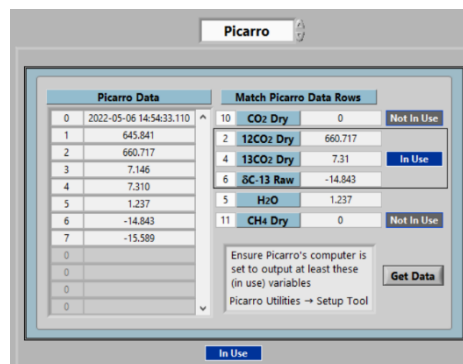 Picarro
Picarro Data
0 2022-05-06 14:54:33.110
1 645.841
2 660.717
3 7.146
4 7.310
5 1.237
6 -14.843
7 -15.589
0
0
0
0
Match Picarro Data Rows
10 CO2 Dry 0 Not In Use
2 12CO2 Dry 660.717
4 13CO2 Dry 7.31 In Use
6 δC-13 Raw -14.843
5 H2O 1.237
11 CH4 Dry 0 Not In Use
Ensure Picarro's computer is
set to output at least these
(in use) variables
Picarro Utilities → Setup Tool
Get Data
In Use